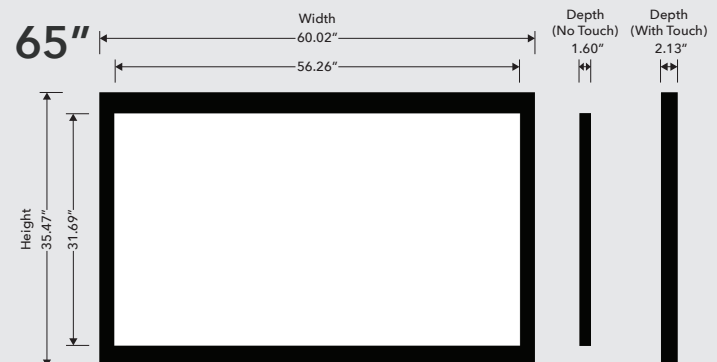 65”
Width
60.02”
56.26”
Depth
(No Touch)
1.60”
Depth
(With Touch)
2.13”
Height
35.47”
31.69”